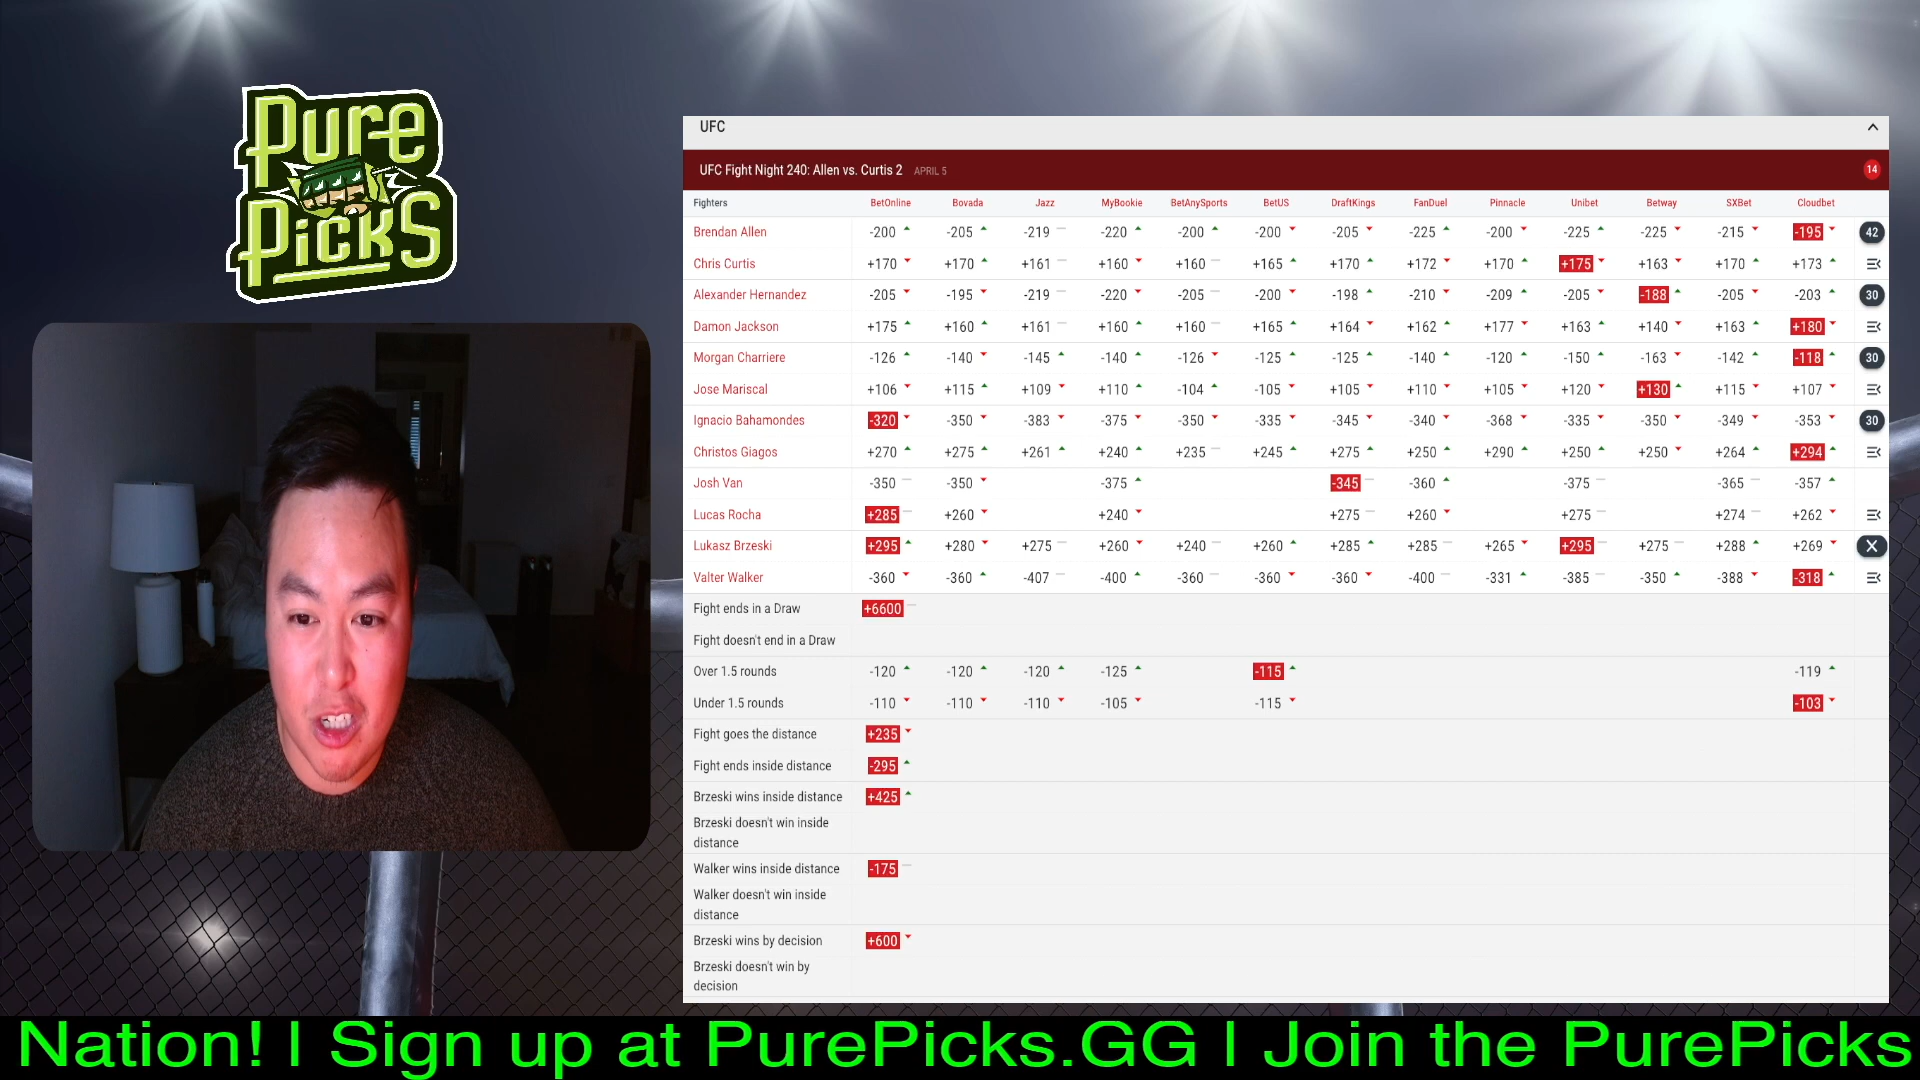 Pure
Picks
UFC
UFC Fight Night 240: Allen vs. Curtis 2 APRIL 5 14
Fighters BetOnline Bovada Jazz MyBookie BetAnySports BetUS DraftKings FanDuel Pinnacle Unibet Betway SXBet Cloudbet
Brendan Allen -200 -205 -219 -220 -200 -200 -205 -225 -200 -225 -225 -215 -195 42
Chris Curtis +170 +170 +161 +160 +160 +165 +170 +172 +170 +175 +163 +170 +173
Alexander Hernandez -205 -195 -219 -220 -205 -200 -198 -210 -209 -205 -188 -205 -203 30
Damon Jackson +175 +160 +161 +160 +160 +165 +164 +162 +177 +163 +140 +163 +180
Morgan Charriere -126 -140 -145 -140 -126 -125 -125 -140 -120 -150 -163 -142 -118 30
Jose Mariscal +106 +115 +109 +110 -104 -105 +105 +110 +105 +120 +130 +115 +107
Ignacio Bahamondes -320 -350 -383 -375 -350 -335 -345 -340 -368 -335 -350 -349 -353 30
Christos Giagos +270 +275 +261 +240 +235 +245 +275 +250 +290 +250 +250 +264 +294
Josh Van -350 -350 -375 -345 -360 -375 -365 -357
Lucas Rocha +285 +260 +240 +275 +260 +275 +274 +262
Lukasz Brzeski +295 +280 +275 +260 +240 +260 +285 +285 +265 +295 +275 +288 +269 X
Valter Walker -360 -360 -407 -400 -360 -360 -360 -400 -331 -385 -350 -388 -318
Fight ends in a Draw +6600
Fight doesn't end in a Draw
Over 1.5 rounds -120 -120 -120 -125 -115 -119
Under 1.5 rounds -110 -110 -110 -105 -115 -103
Fight goes the distance +235
Fight ends inside distance -295
Brzeski wins inside distance +425
Brzeski doesn't win inside
distance
Walker wins inside distance -175
Walker doesn't win inside
distance
Brzeski wins by decision +600
Brzeski doesn't win by
decision
Nation! | Sign up at PurePicks.GG | Join the PurePicks